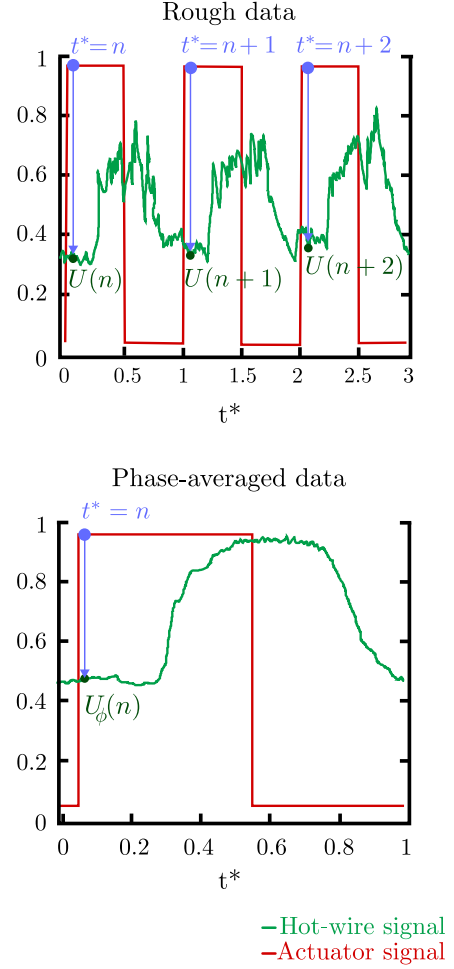 Rough data
t*= n t*= n + 1 t*= n + 2
1
0.8
0.6
0.4
0.2
0
U(n) U(n + 1) U(n + 2)
0 0.5 1 1.5 2 2.5 3
t*
Phase-averaged data
t* = n
1
0.8
0.6
0.4
0.2
0
Uϕ(n)
0 0.2 0.4 0.6 0.8 1
t*
Hot-wire signal
Actuator signal